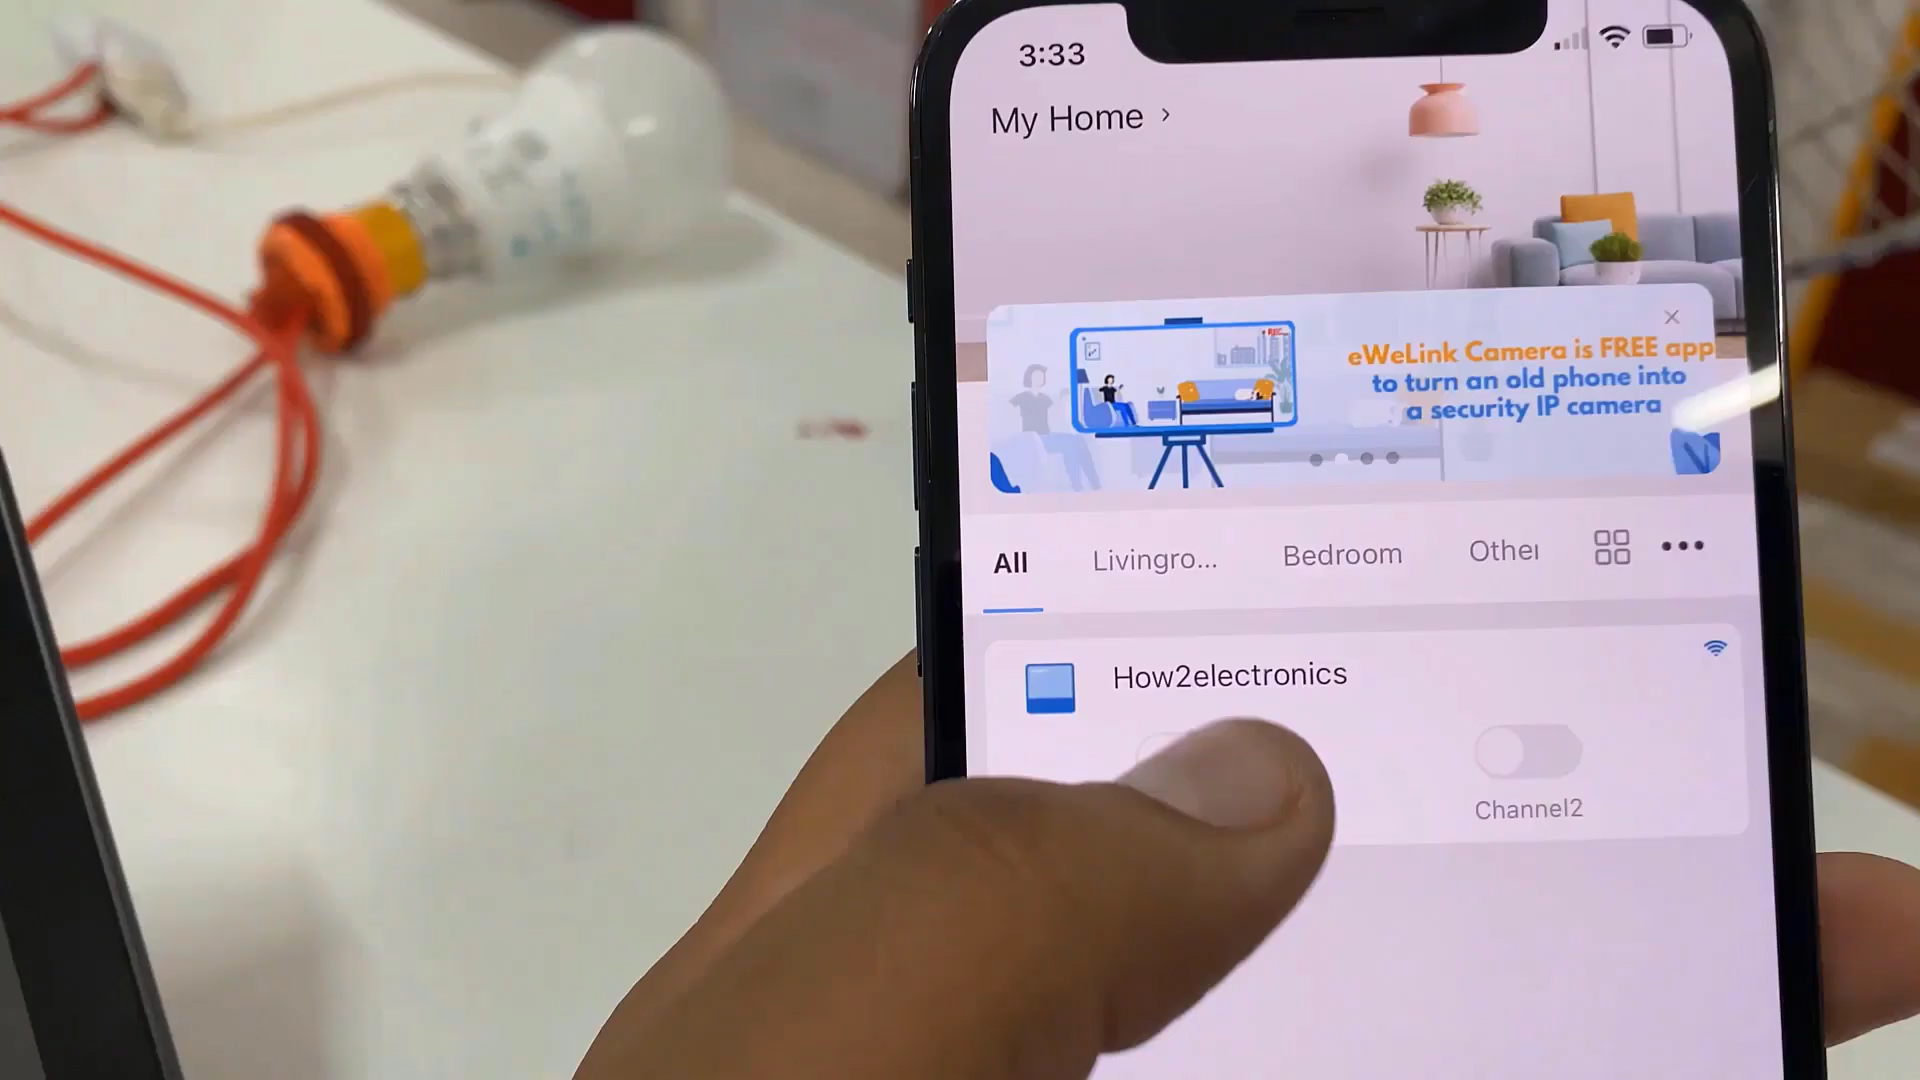 3:33
My Home
eWeLink Camera is FREE app
to turn an old phone into
a security IP camera
All Livingro... Bedroom Other
How2electronics
Channel2